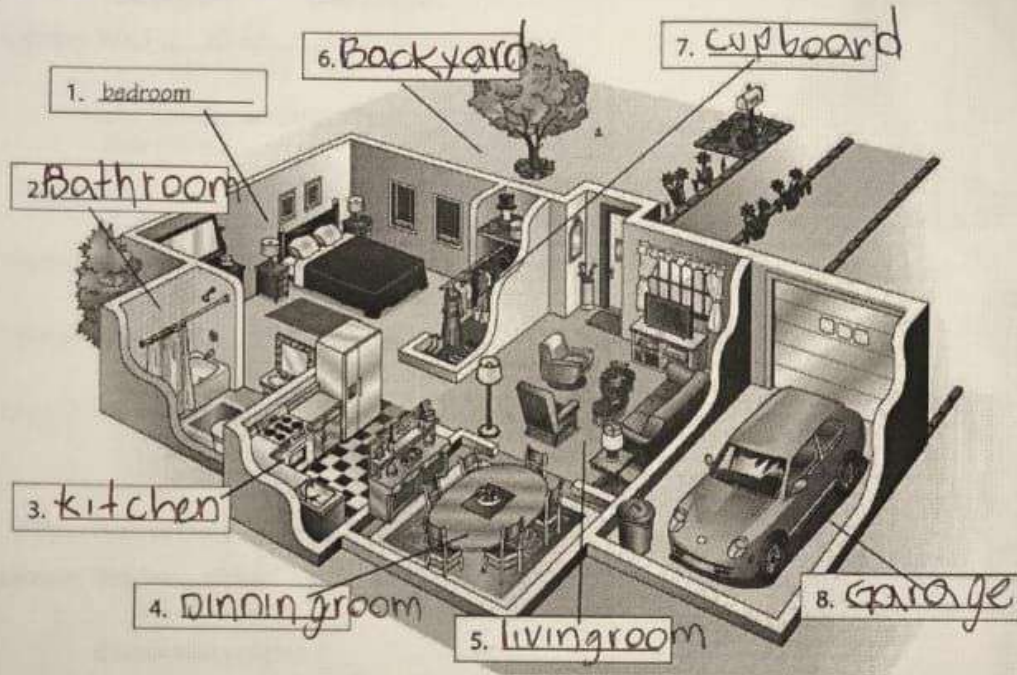 1. bedroom
2. Bathroom
3. kitchen
4. Dinningroom
5. livingroom
6. Backyard
7. cupboard
8. Garage